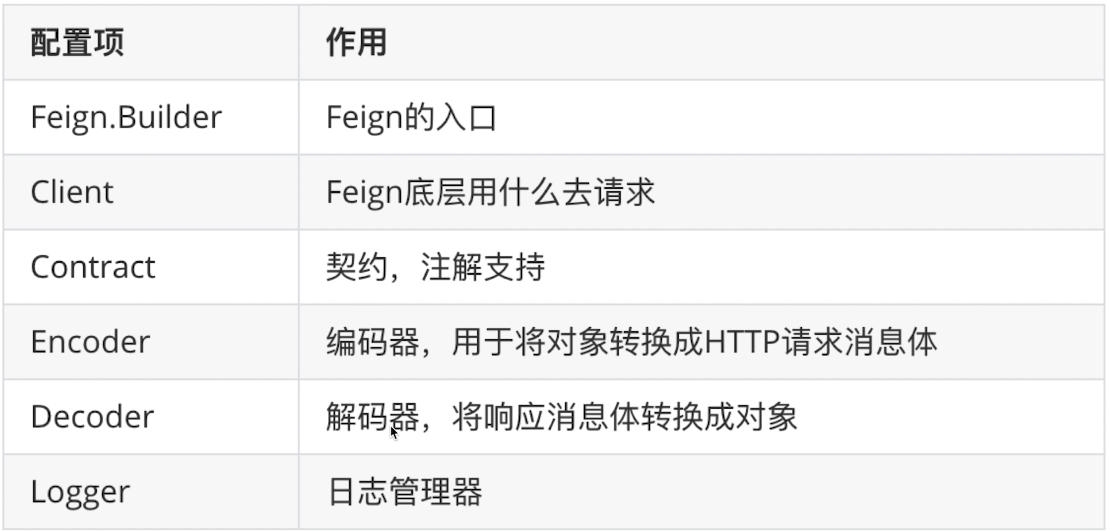 配置项 作用
Feign.Builder Feign的入口
Client Feign底层用什么去请求
Contract 契约，注解支持
Encoder 编码器，用于将对象转换成HTTP请求消息体
Decoder 解码器，将响应消息体转换成对象
Logger 日志管理器